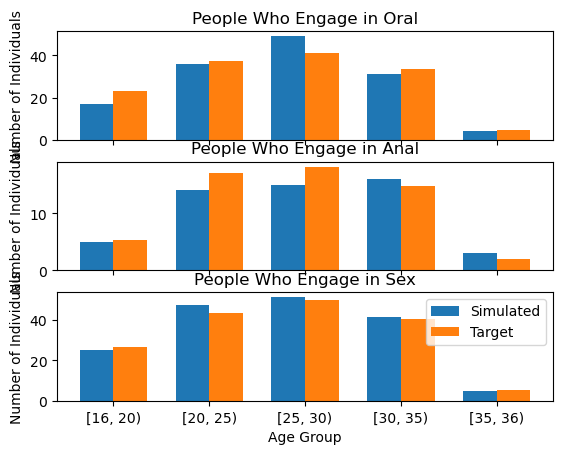 People Who Engage in Oral
Number of Individuals
40
20
0
People Who Engage in Anal
Number of Individuals
10
0
People Who Engage in Sex
Number of Individuals
40
20
0
Simulated
Target
[16, 20)
[20, 25)
[25, 30)
[30, 35)
[35, 36)
Age Group